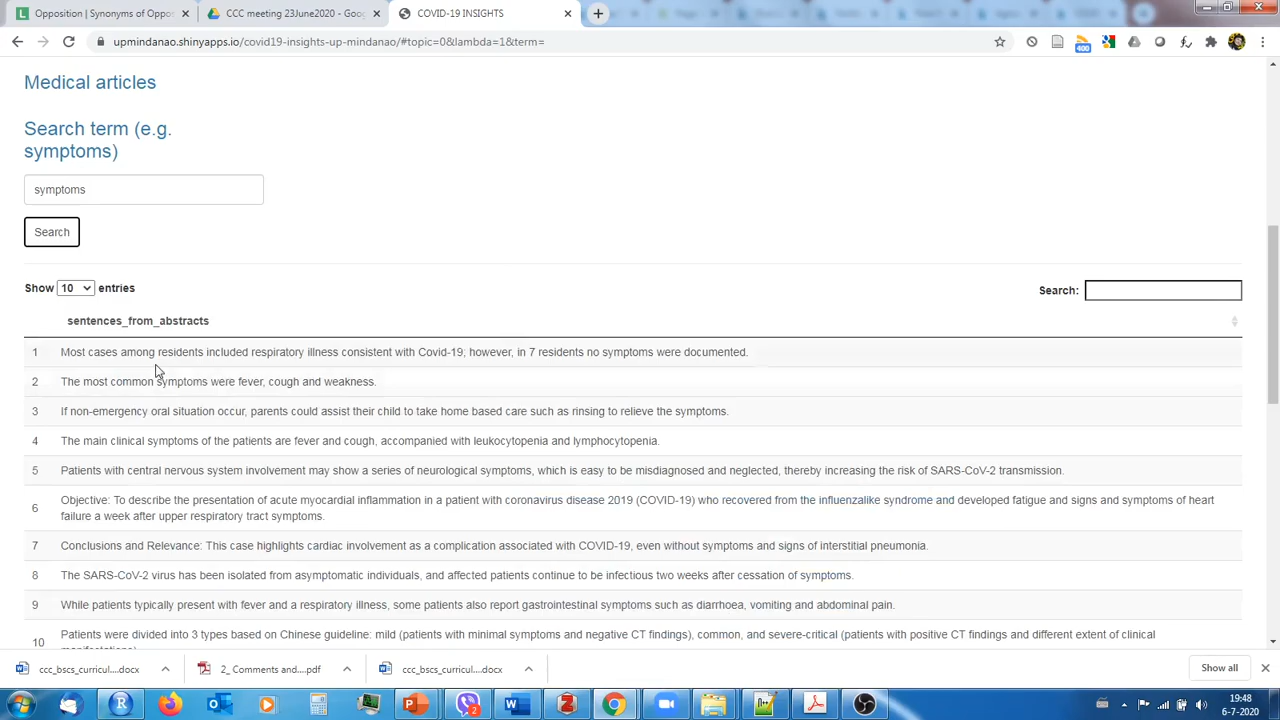 Opposition | Synonyms of Oppos
CCC meeting 23June2020 - Goo
COVID-19 INSIGHTS
upmindanao.shinyapps.io/covid19-insights-up-mindanao/#topic=0&lambda=1&term=
400
Medical articles
Search term (e.g.
symptoms)
symptoms
Search
Show 10 entries
Search:
sentences_from_abstracts
1 Most cases among residents included respiratory illness consistent with Covid-19; however, in 7 residents no symptoms were documented.
2 The most common symptoms were fever, cough and weakness.
3 If non-emergency oral situation occur, parents could assist their child to take home based care such as rinsing to relieve the symptoms.
4 The main clinical symptoms of the patients are fever and cough, accompanied with leukocytopenia and lymphocytopenia.
5 Patients with central nervous system involvement may show a series of neurological symptoms, which is easy to be misdiagnosed and neglected, thereby increasing the risk of SARS-CoV-2 transmission.
6 Objective: To describe the presentation of acute myocardial inflammation in a patient with coronavirus disease 2019 (COVID-19) who recovered from the influenzalike syndrome and developed fatigue and signs and symptoms of heart
failure a week after upper respiratory tract symptoms.
7 Conclusions and Relevance: This case highlights cardiac involvement as a complication associated with COVID-19, even without symptoms and signs of interstitial pneumonia.
8 The SARS-CoV-2 virus has been isolated from asymptomatic individuals, and affected patients continue to be infectious two weeks after cessation of symptoms.
9 While patients typically present with fever and a respiratory illness, some patients also report gastrointestinal symptoms such as diarrhoea, vomiting and abdominal pain.
10 Patients were divided into 3 types based on Chinese guideline: mild (patients with minimal symptoms and negative CT findings), common, and severe-critical (patients with positive CT findings and different extent of clinical
ccc_bscs_curricul....docx
2_ Comments and....pdf
ccc_bscs_curricul....docx
Show all
19:48
6-7-2020